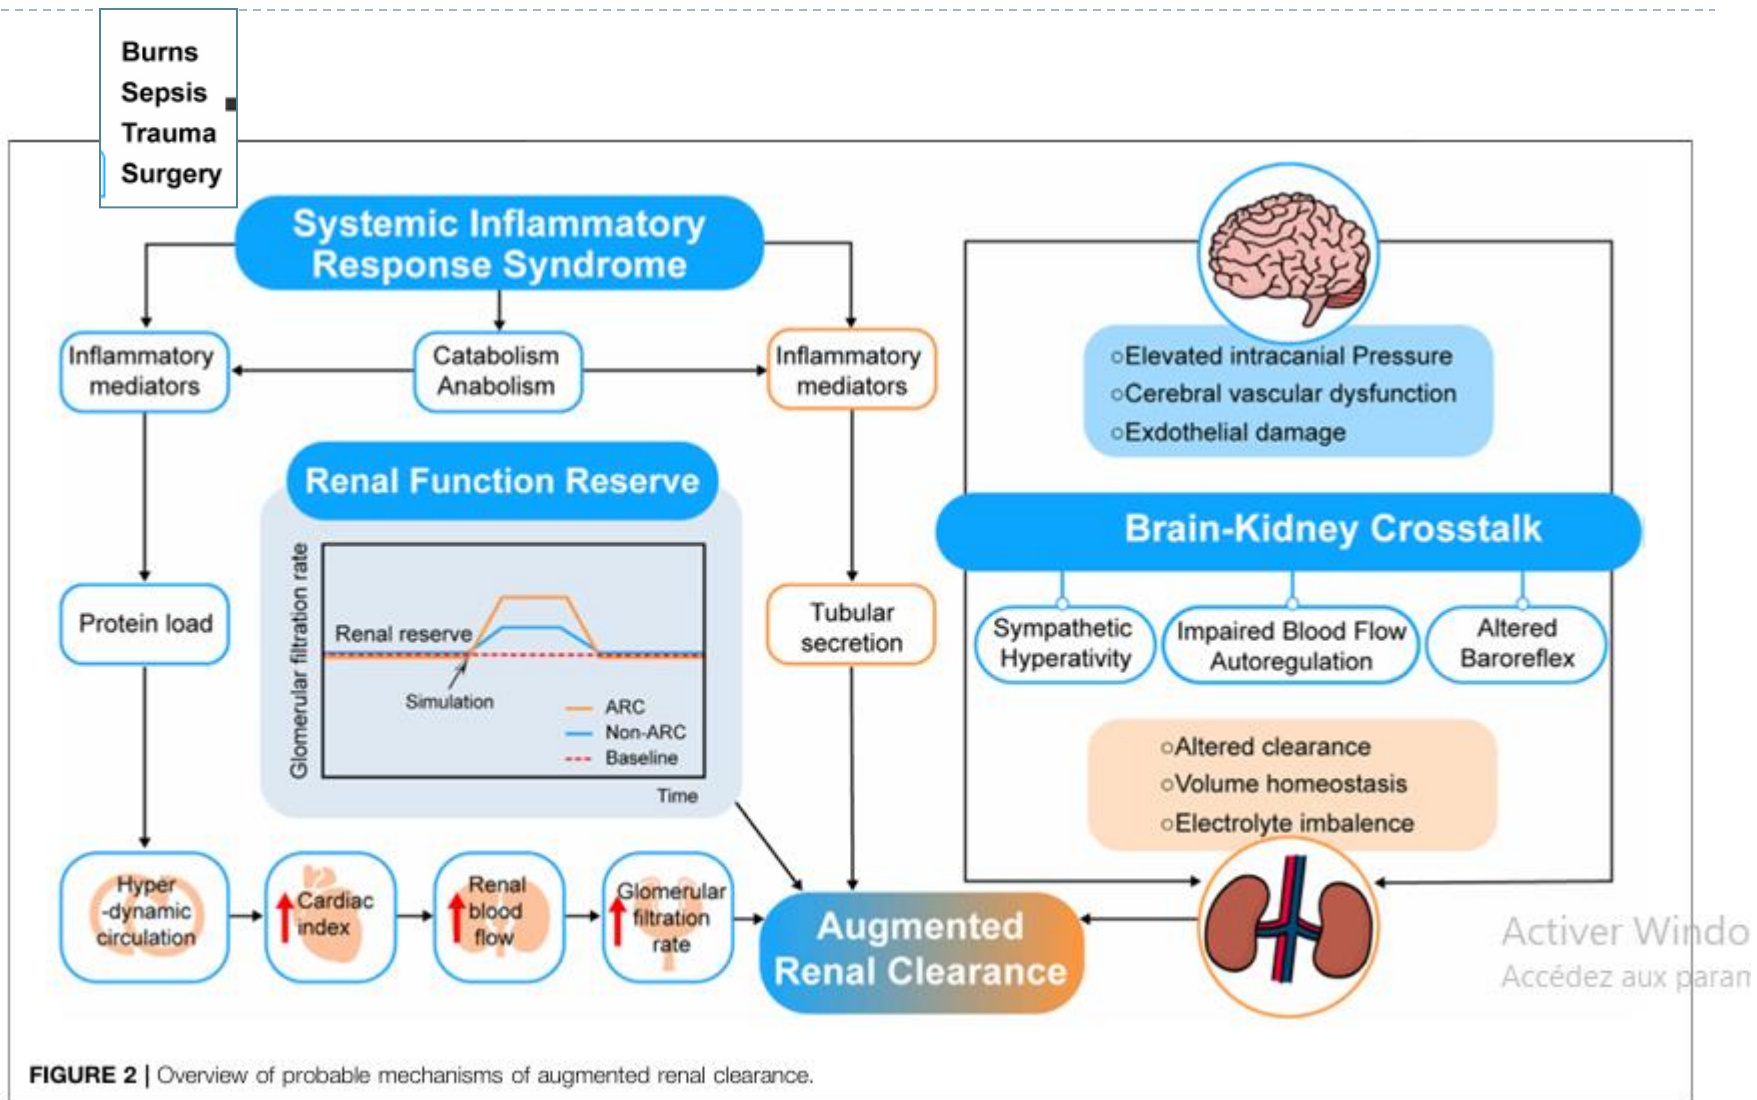 Burns
Sepsis
Trauma
Surgery
Systemic Inflammatory
Response Syndrome
Inflammatory
mediators
Catabolism
Anabolism
Inflammatory
mediators
○Elevated intracanial Pressure
○Cerebral vascular dysfunction
○Exdothelial damage
Renal Function Reserve
Glomerular filtration rate
Renal reserve
Simulation
ARC
Non-ARC
Baseline
Time
Protein load
Tubular
secretion
Brain-Kidney Crosstalk
Sympathetic
Hyperativity
Impaired Blood Flow
Autoregulation
Altered
Baroreflex
○Altered clearance
○Volume homeostasis
○Electrolyte imbalence
Hyper
-dynamic
circulation
Cardiac
index
Renal
blood
flow
Glomerular
filtration
rate
Augmented
Renal Clearance
Activer Windo
Accédez aux param
FIGURE 2 | Overview of probable mechanisms of augmented renal clearance.